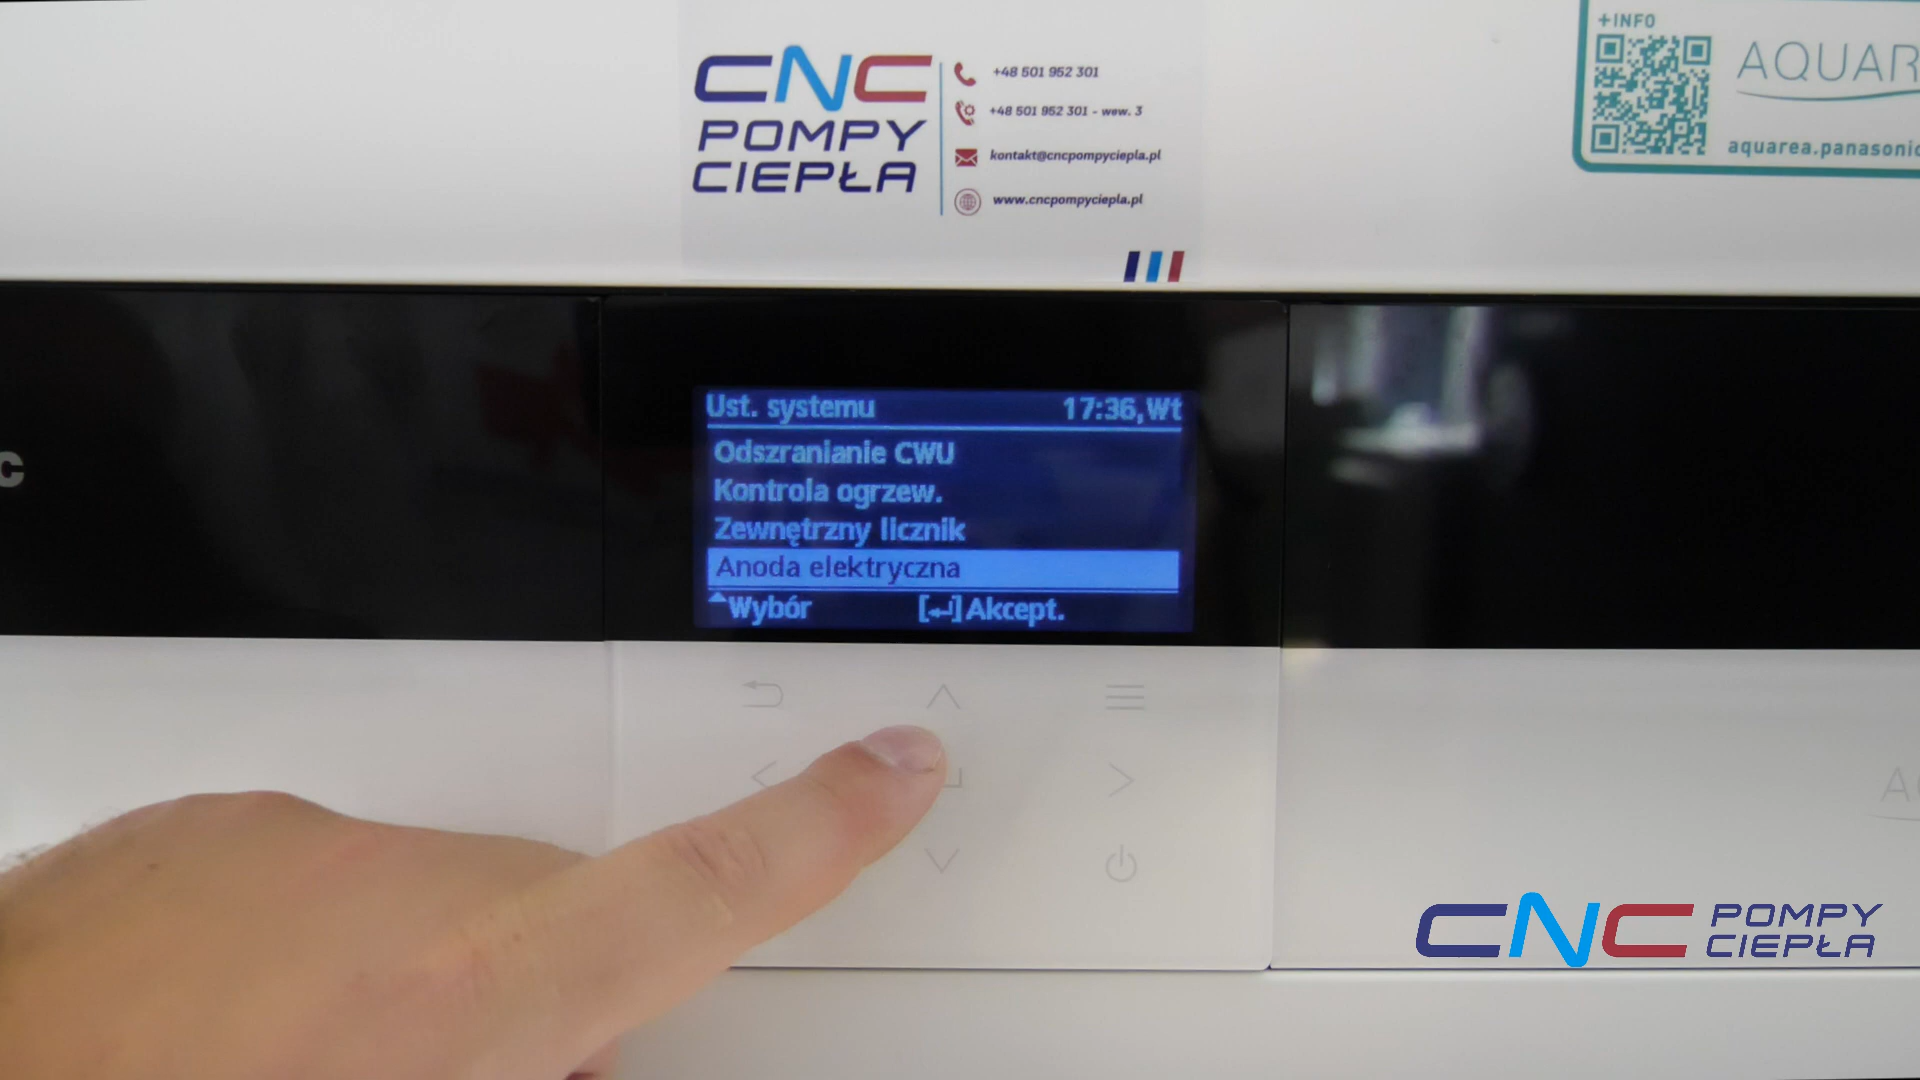 CNC
POMPY
CIEPŁA
+48 501 952 301
+48 501 952 301 - wew. 3
kontakt@cncpompyciepla.pl
www.cncpompyciepla.pl
+INFO
AQUAR
aquarea.panasonic
c
Ust. systemu 17:36,Wt
Odszranianie CWU
Kontrola ogrzew.
Zewnętrzny licznik
Anoda elektryczna
Wybór [↵]Akcept.
CNC POMPY
CIEPŁA